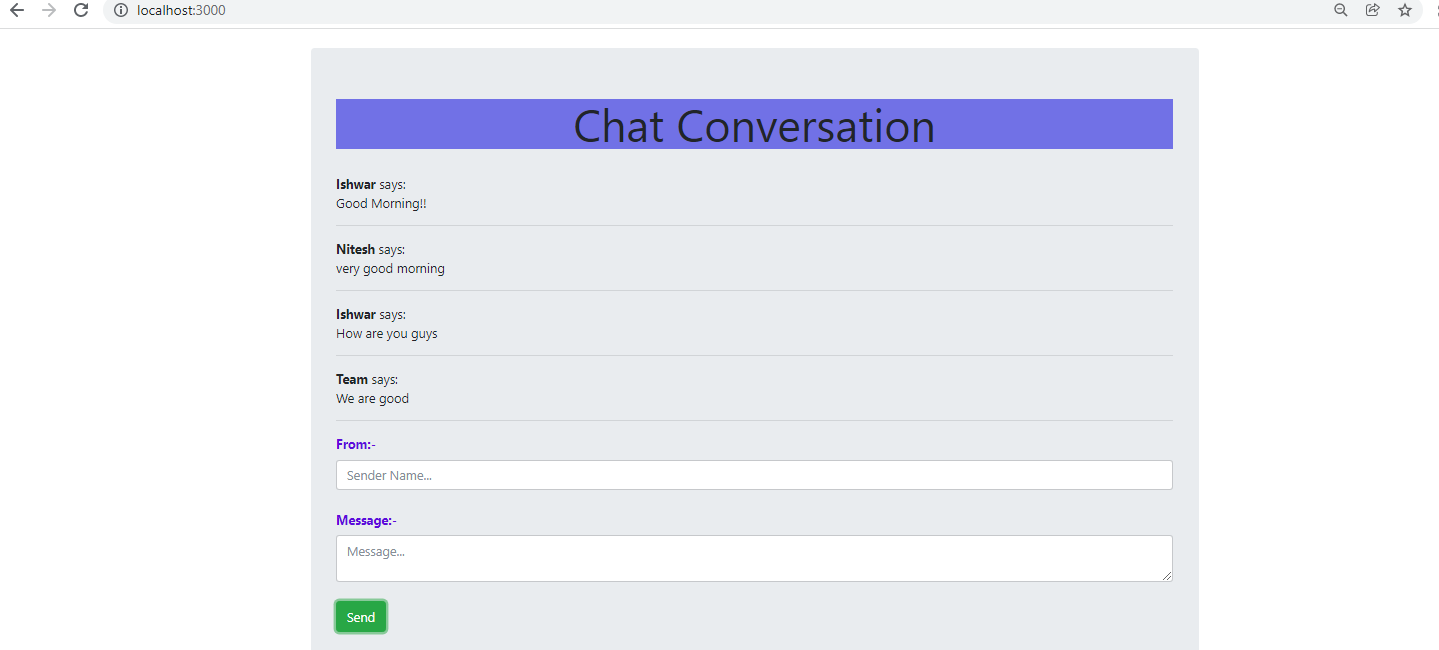 localhost:3000
Chat Conversation
Ishwar says:
Good Morning!!
Nitesh says:
very good morning
Ishwar says:
How are you guys
Team says:
We are good
From:-
Sender Name...
Message:-
Message...
Send